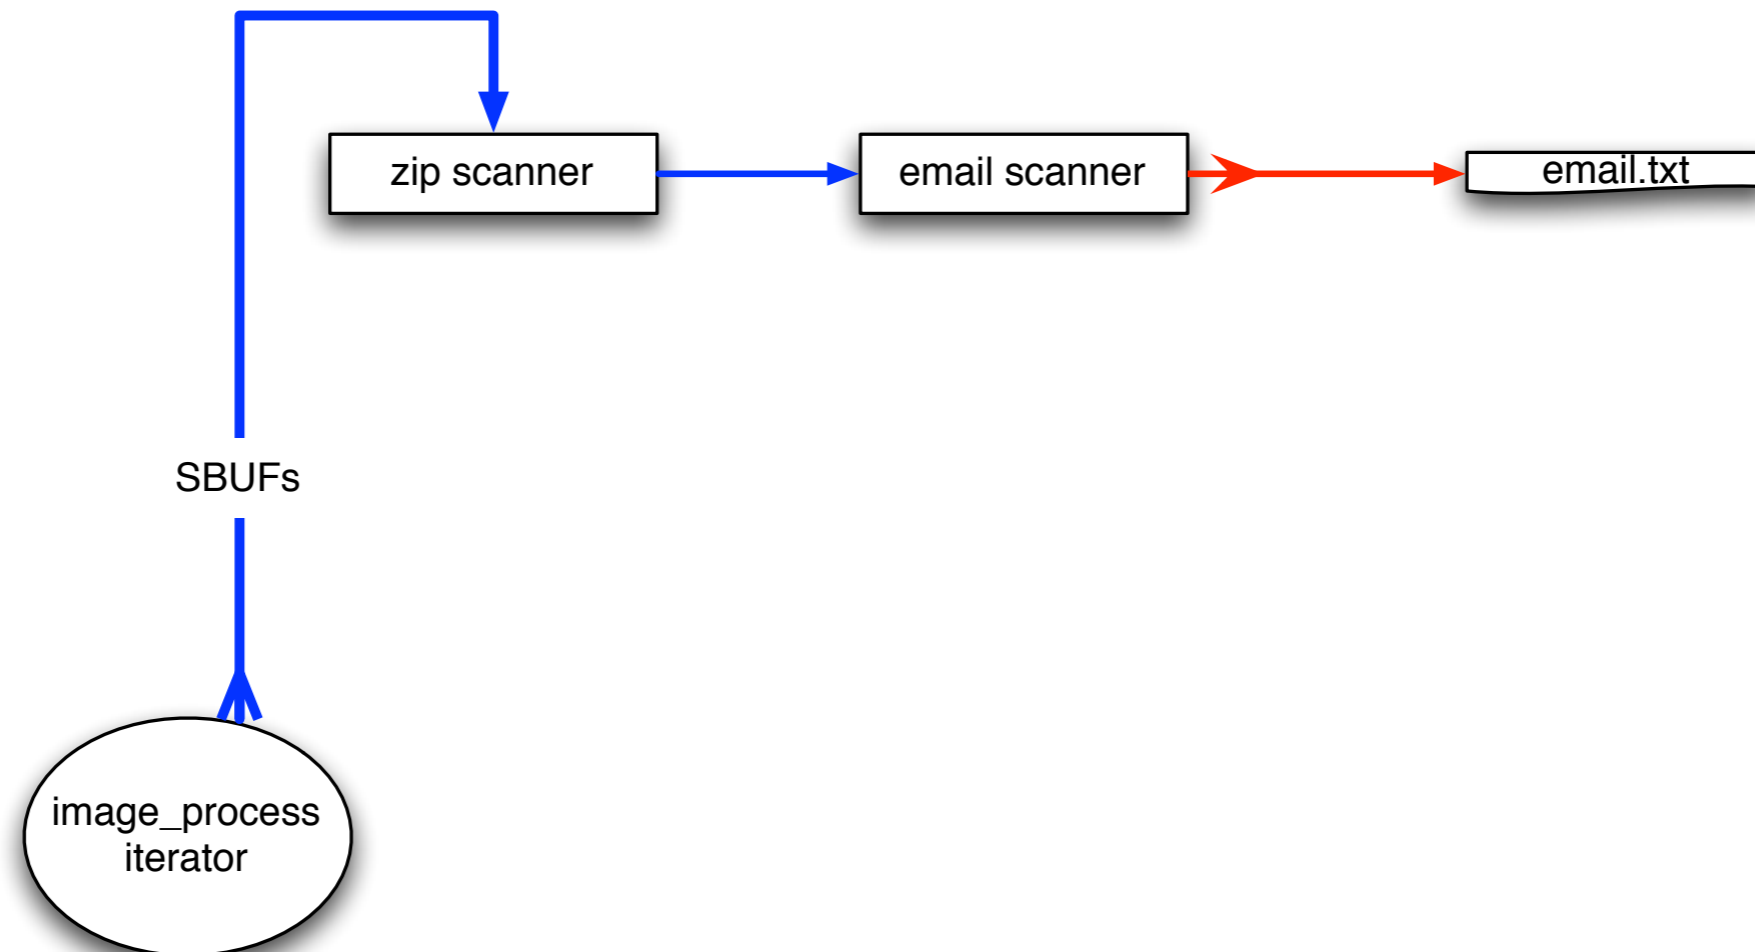 zip scanner
email scanner
email.txt
SBUFs
image_process
iterator